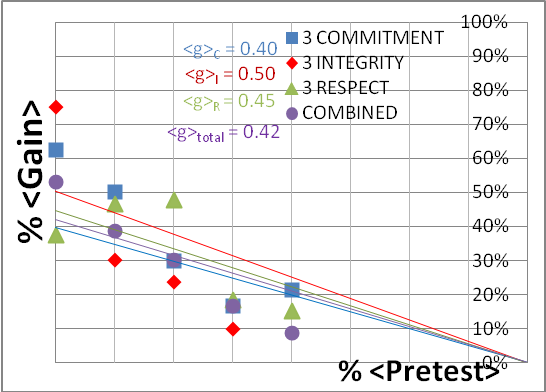 100%
<g>C = 0.40
3 COMMITMENT
90%
<g>I = 0.50
3 INTEGRITY
80%
<g>R = 0.45
3 RESPECT
70%
<g>total = 0.42
COMBINED
60%
50%
40%
30%
20%
10%
0%
% <Gain>
% <Pretest>